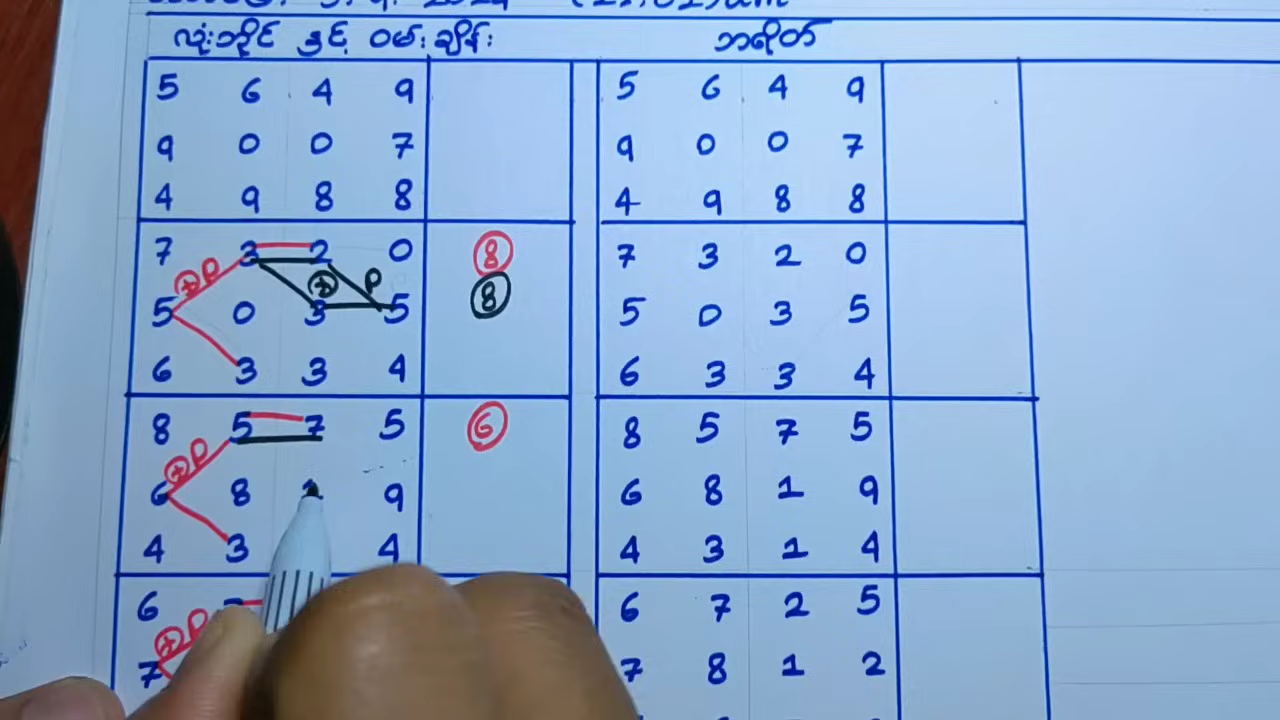 လုံးဘိုင် နှင့် ဝမ်းချိန်း ဘရိတ်
5 6 4 9 5 6 4 9
9 0 0 7 9 0 0 7
4 9 8 8 4 9 8 8
7 3 2 0 8 7 3 2 0
+ P + P 8
5 0 3 5 5 0 3 5
6 3 3 4 6 3 3 4
8 5 7 5 6 8 5 7 5
+ P
6 8 9 6 8 1 9
4 3 4 4 3 1 4
6 6 7 2 5
+ P
7 7 8 1 2